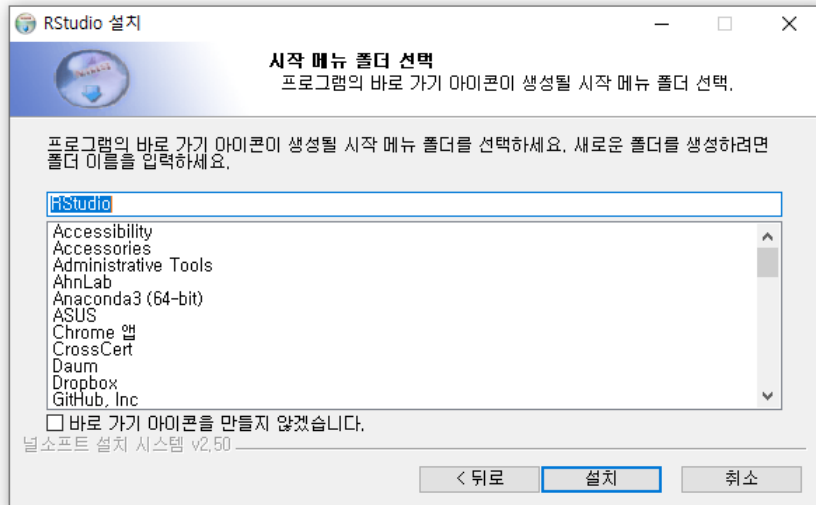 RStudio 설치
시작 메뉴 폴더 선택
프로그램의 바로 가기 아이콘이 생성될 시작 메뉴 폴더 선택.
프로그램의 바로 가기 아이콘이 생성될 시작 메뉴 폴더를 선택하세요. 새로운 폴더를 생성하려면
폴더 이름을 입력하세요.
RStudio
Accessibility
Accessories
Administrative Tools
AhnLab
Anaconda3 (64-bit)
ASUS
Chrome 앱
CrossCert
Daum
Dropbox
GitHub, Inc
바로 가기 아이콘을 만들지 않겠습니다.
널소프트 설치 시스템 v2.50
< 뒤로
설치
취소